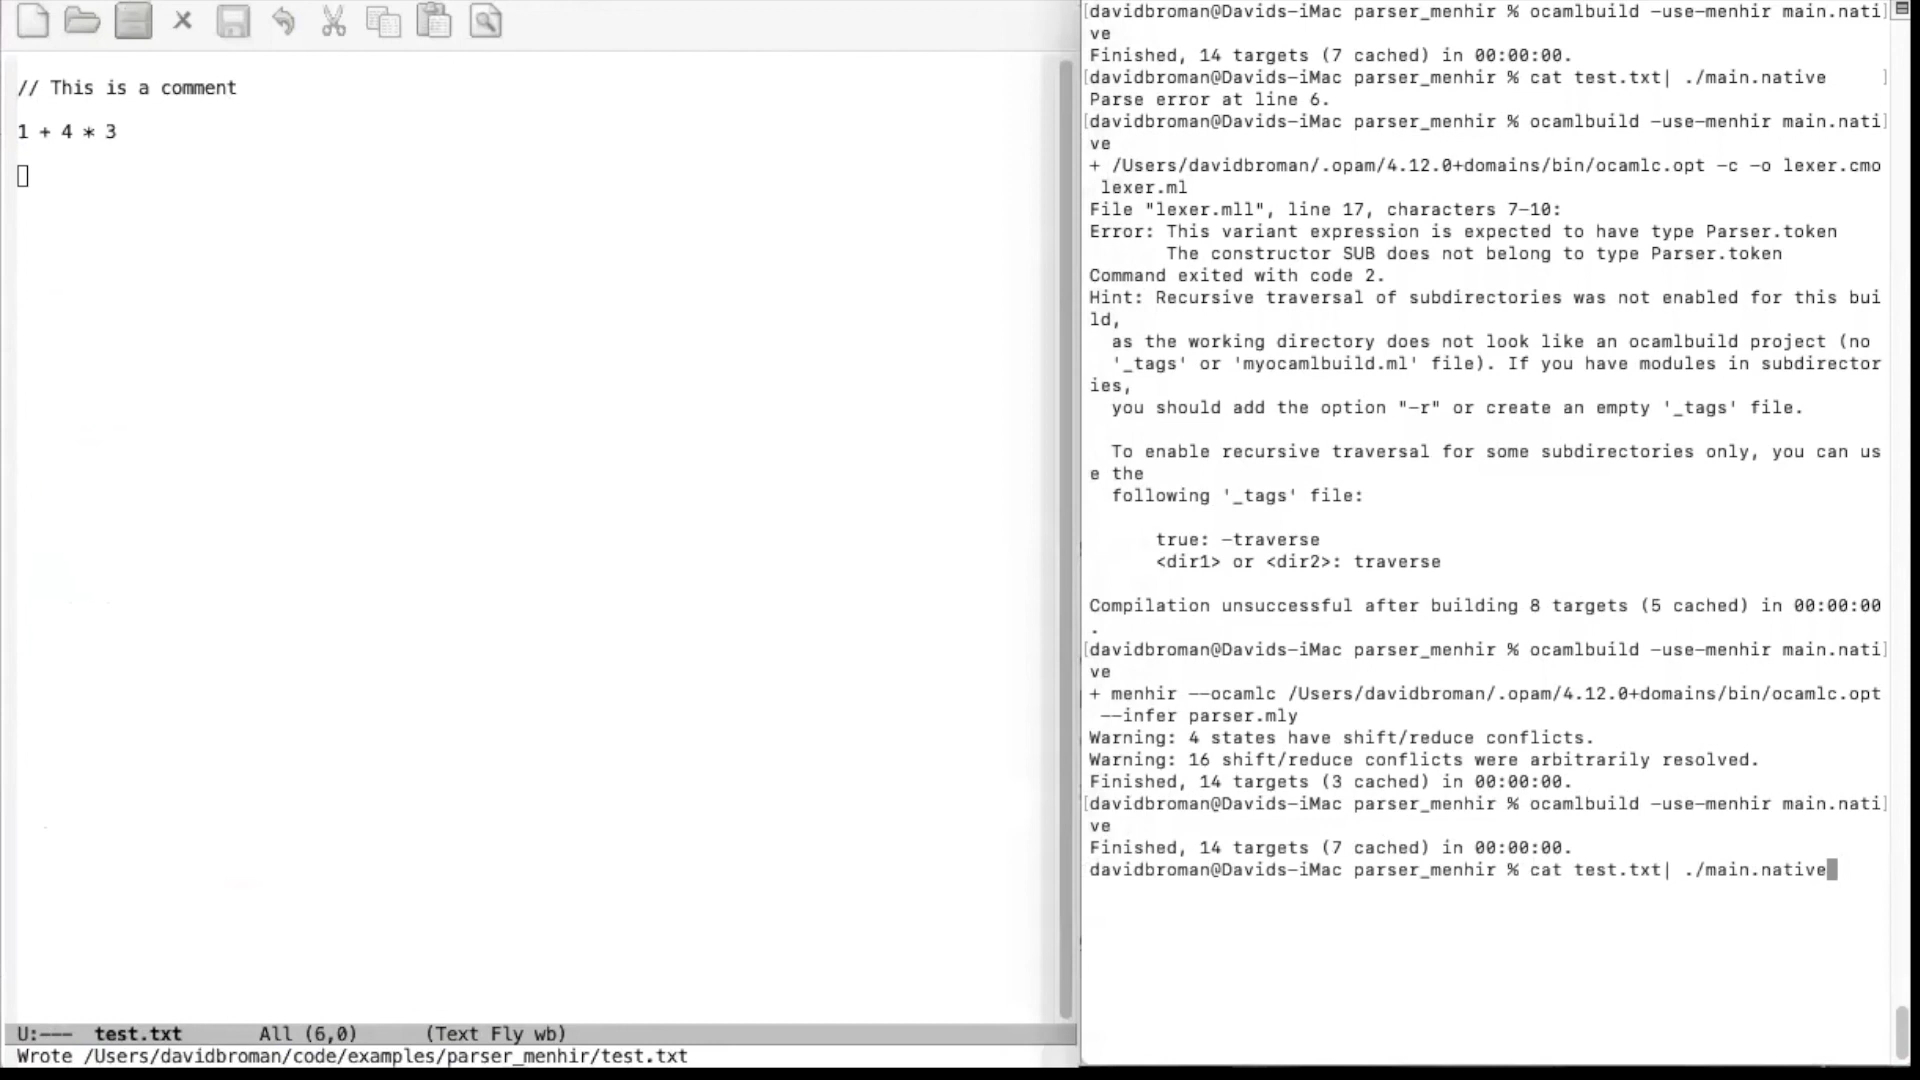 // This is a comment
1 + 4 * 3
U:--- test.txt All (6,0) (Text Fly wb)
Wrote /Users/davidbroman/code/examples/parser_menhir/test.txt
[davidbroman@Davids-iMac parser_menhir % ocamlbuild -use-menhir main.nati]
ve
Finished, 14 targets (7 cached) in 00:00:00.
[davidbroman@Davids-iMac parser_menhir % cat test.txt| ./main.native ]
Parse error at line 6.
[davidbroman@Davids-iMac parser_menhir % ocamlbuild -use-menhir main.nati]
ve
+ /Users/davidbroman/.opam/4.12.0+domains/bin/ocamlc.opt -c -o lexer.cmo
lexer.ml
File "lexer.mll", line 17, characters 7-10:
Error: This variant expression is expected to have type Parser.token
The constructor SUB does not belong to type Parser.token
Command exited with code 2.
Hint: Recursive traversal of subdirectories was not enabled for this bui
ld,
as the working directory does not look like an ocamlbuild project (no
'_tags' or 'myocamlbuild.ml' file). If you have modules in subdirector
ies,
you should add the option "-r" or create an empty '_tags' file.
To enable recursive traversal for some subdirectories only, you can us
e the
following '_tags' file:
true: -traverse
<dir1> or <dir2>: traverse
Compilation unsuccessful after building 8 targets (5 cached) in 00:00:00
.
[davidbroman@Davids-iMac parser_menhir % ocamlbuild -use-menhir main.nati]
ve
+ menhir --ocamlc /Users/davidbroman/.opam/4.12.0+domains/bin/ocamlc.opt
--infer parser.mly
Warning: 4 states have shift/reduce conflicts.
Warning: 16 shift/reduce conflicts were arbitrarily resolved.
Finished, 14 targets (3 cached) in 00:00:00.
[davidbroman@Davids-iMac parser_menhir % ocamlbuild -use-menhir main.nati]
ve
Finished, 14 targets (7 cached) in 00:00:00.
davidbroman@Davids-iMac parser_menhir % cat test.txt| ./main.native